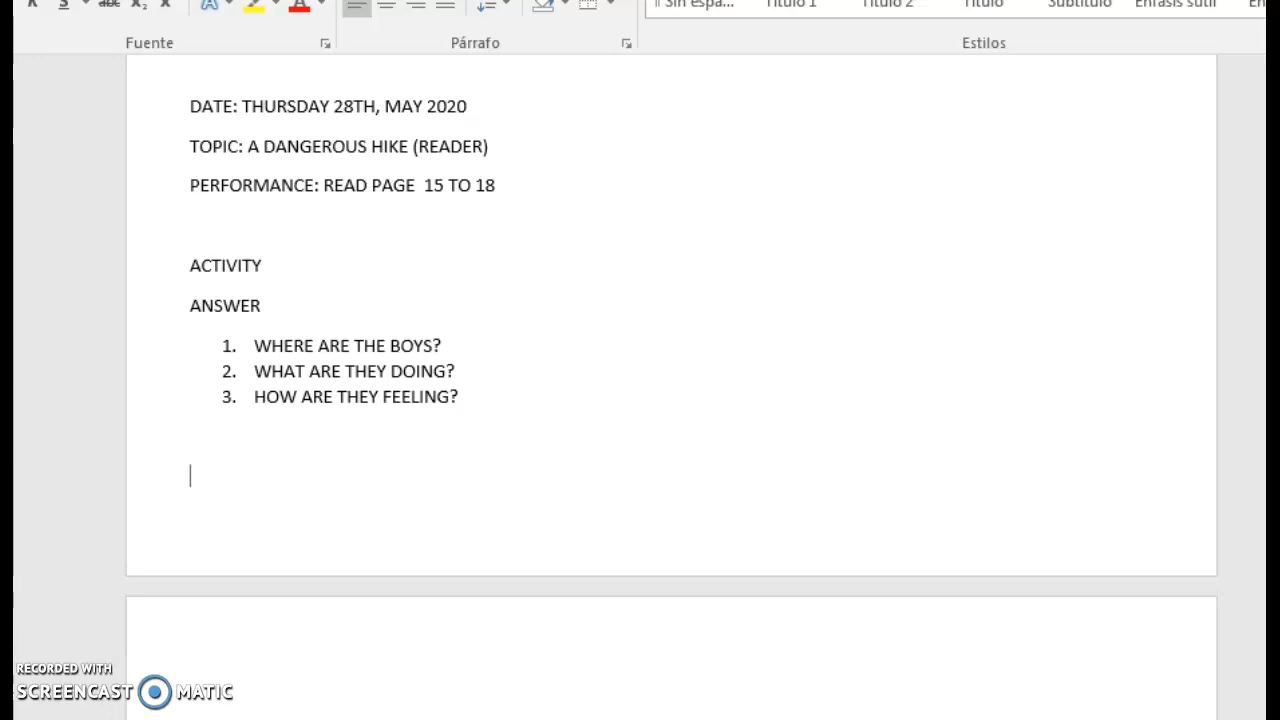 Sin espa... Título 1 Título 2 Título Subtítulo Énfasis sutil
Fuente Párrafo Estilos
DATE: THURSDAY 28TH, MAY 2020
TOPIC: A DANGEROUS HIKE (READER)
PERFORMANCE: READ PAGE 15 TO 18
ACTIVITY
ANSWER
1. WHERE ARE THE BOYS?
2. WHAT ARE THEY DOING?
3. HOW ARE THEY FEELING?
RECORDED WITH
SCREENCAST MATIC